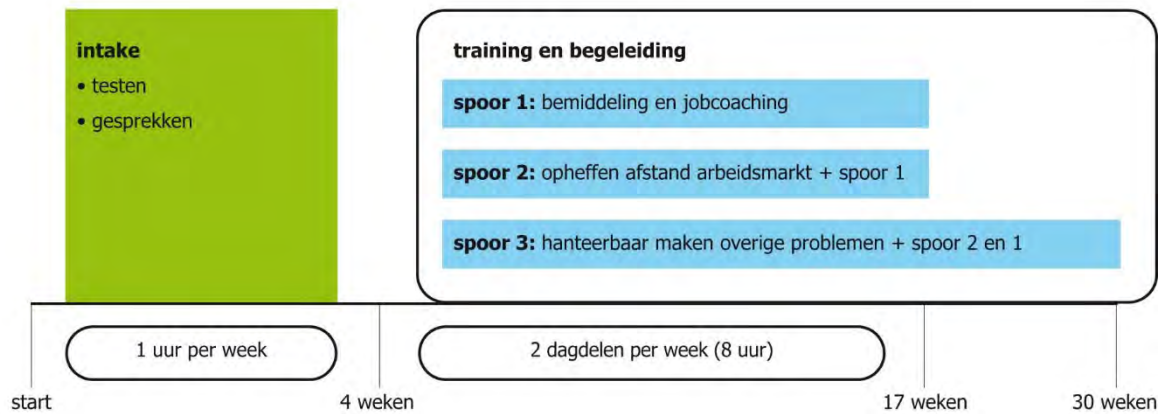 intake
• testen
• gesprekken
training en begeleiding
spoor 1: bemiddeling en jobcoaching
spoor 2: opheffen afstand arbeidsmarkt + spoor 1
spoor 3: hanteerbaar maken overige problemen + spoor 2 en 1
1 uur per week
2 dagdelen per week (8 uur)
start
4 weken
17 weken
30 weken